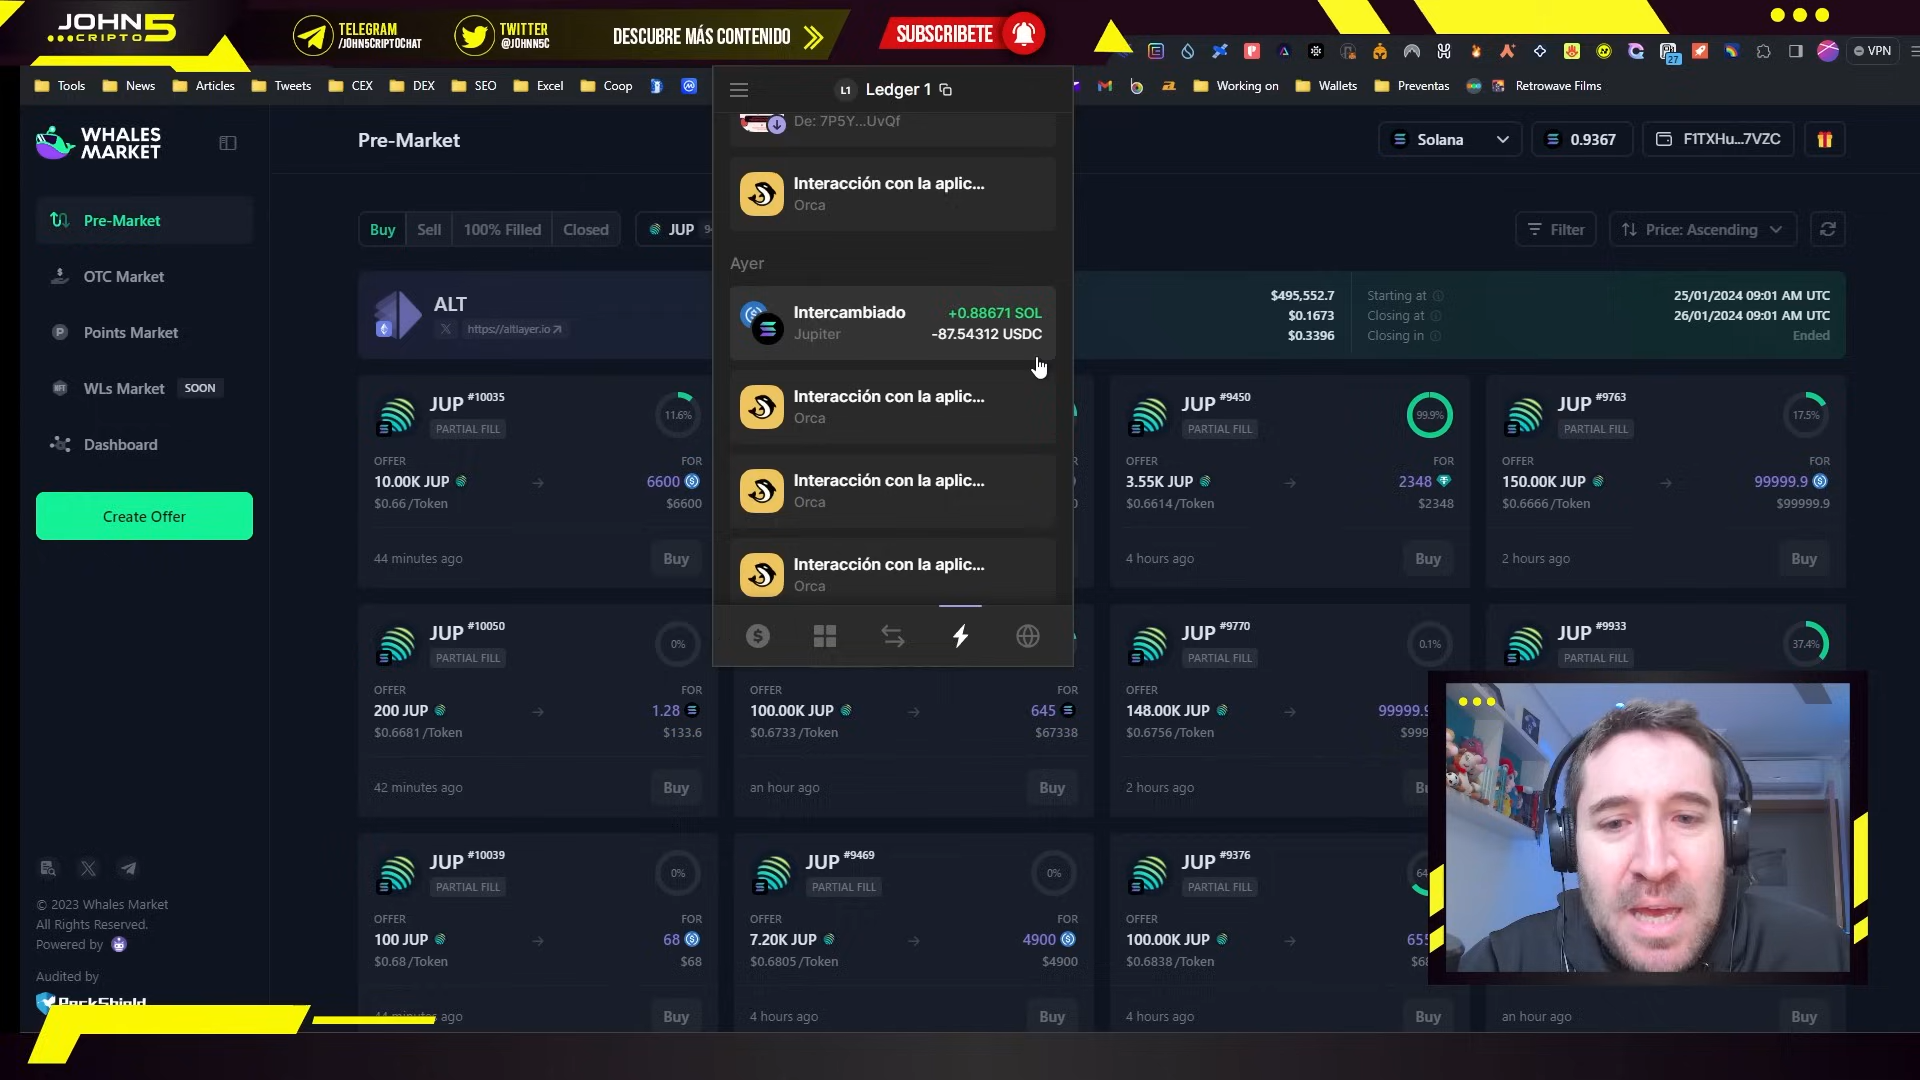 JOHN5
CRIPTO
TELEGRAM
/JOHN5CRIPTOCHAT
TWITTER
@J0HNN5C
DESCUBRE MÁS CONTENIDO
SUBSCRIBETE
27
VPN
Tools
News
Articles
Tweets
CEX
DEX
SEO
Excel
Coop
Working on
Wallets
Preventas
Retrowave Films
WHALES
MARKET
Pre-Market
OTC Market
Points Market
WLs Market SOON
Dashboard
Create Offer
© 2023 Whales Market
All Rights Reserved.
Powered by
Audited by
PeckShield
Pre-Market
Solana
0.9367
F1TXHu...7VZC
Buy Sell 100% Filled Closed JUP
Filter
Price: Ascending
ALT
https://altlayer.io
$495,552.7
$0.1673
$0.3396
Starting at 25/01/2024 09:01 AM UTC
Closing at 26/01/2024 09:01 AM UTC
Closing in Ended
L1 Ledger 1
De: 7P5Y...UvQf
Interacción con la aplic...
Orca
Ayer
Intercambiado +0.88671 SOL
Jupiter -87.54312 USDC
Interacción con la aplic...
Orca
Interacción con la aplic...
Orca
Interacción con la aplic...
Orca
JUP #10035
PARTIAL FILL
11.6%
OFFER FOR
10.00K JUP 6600
$0.66/Token $6600
44 minutes ago Buy
JUP #9450
PARTIAL FILL
99.9%
OFFER FOR
3.55K JUP 2348
$0.6614/Token $2348
4 hours ago Buy
JUP #9763
PARTIAL FILL
17.5%
OFFER FOR
150.00K JUP 99999.9
$0.6666/Token $99999.9
2 hours ago Buy
JUP #10050
PARTIAL FILL
0%
OFFER FOR
200 JUP 1.28
$0.6681/Token $133.6
42 minutes ago Buy
OFFER FOR
100.00K JUP 645
$0.6733/Token $67338
an hour ago Buy
JUP #9770
PARTIAL FILL
0.1%
OFFER
148.00K JUP
$0.6756/Token
2 hours ago
JUP #9933
PARTIAL FILL
37.4%
JUP #10039
PARTIAL FILL
0%
OFFER FOR
100 JUP 68
$0.68/Token $68
44 minutes ago Buy
JUP #9469
PARTIAL FILL
0%
OFFER FOR
7.20K JUP 4900
$0.6805/Token $4900
4 hours ago Buy
JUP #9376
PARTIAL FILL
OFFER FOR
100.00K JUP
$0.6838/Token
4 hours ago Buy
an hour ago Buy